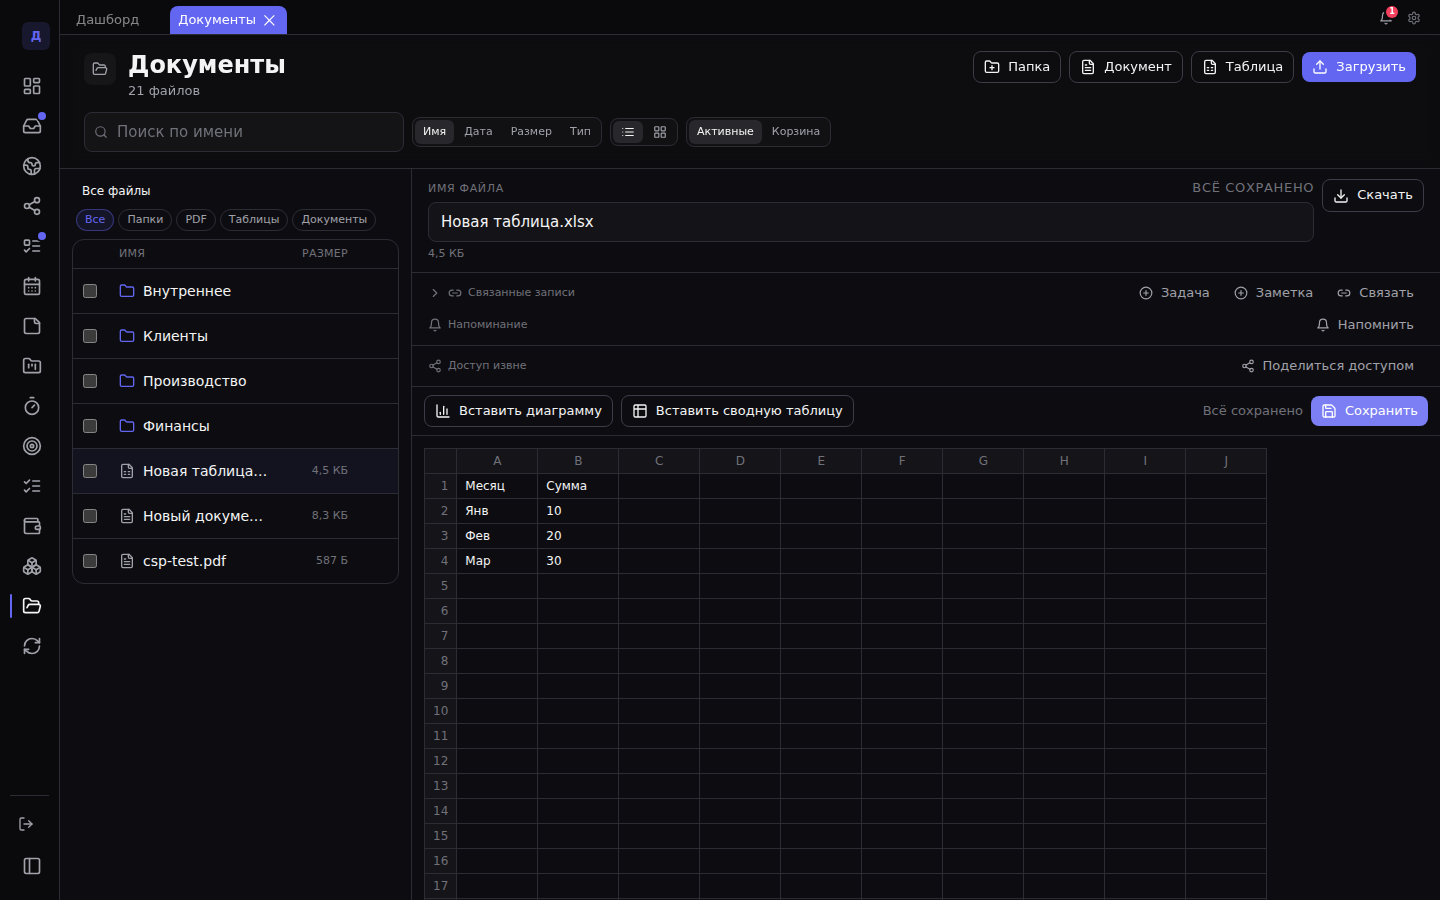 Д
Дашборд
Документы
1
Документы
21 файлов
Папка
Документ
Таблица
Загрузить
Поиск по имени
Имя Дата Размер Тип
Активные Корзина
Все файлы
Все Папки PDF Таблицы Документы
ИМЯ РАЗМЕР
Внутреннее
Клиенты
Производство
Финансы
Новая таблица… 4,5 КБ
Новый докуме… 8,3 КБ
csp-test.pdf 587 Б
ИМЯ ФАЙЛА
ВСЁ СОХРАНЕНО
Скачать
Новая таблица.xlsx
4,5 КБ
Связанные записи
Задача
Заметка
Связать
Напоминание
Напомнить
Доступ извне
Поделиться доступом
Вставить диаграмму
Вставить сводную таблицу
Всё сохранено
Сохранить
A B C D E F G H I J
1 Месяц Сумма
2 Янв 10
3 Фев 20
4 Мар 30
5
6
7
8
9
10
11
12
13
14
15
16
17